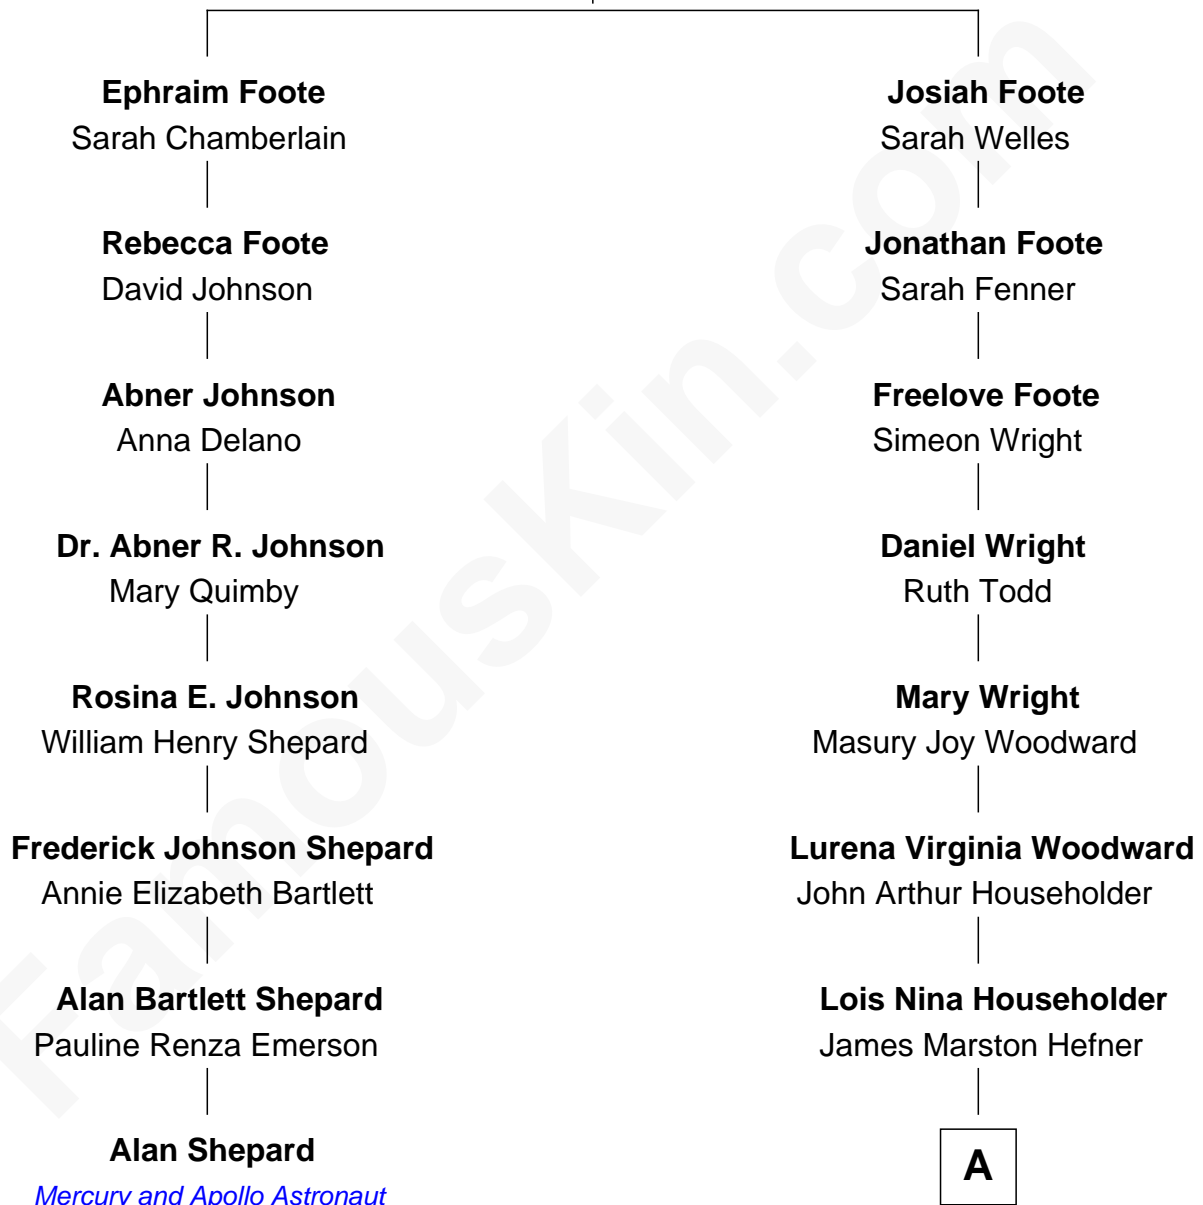 Ephraim Foote
Sarah Chamberlain
Rebecca Foote
David Johnson
Abner Johnson
Anna Delano
Dr. Abner R. Johnson
Mary Quimby
Rosina E. Johnson
William Henry Shepard
Frederick Johnson Shepard
Annie Elizabeth Bartlett
Alan Bartlett Shepard
Pauline Renza Emerson
Alan Shepard
Mercury and Apollo Astronaut
Josiah Foote
Sarah Welles
Jonathan Foote
Sarah Fenner
Freelove Foote
Simeon Wright
Daniel Wright
Ruth Todd
Mary Wright
Masury Joy Woodward
Lurena Virginia Woodward
John Arthur Householder
Lois Nina Householder
James Marston Hefner
A
FamousKin.com